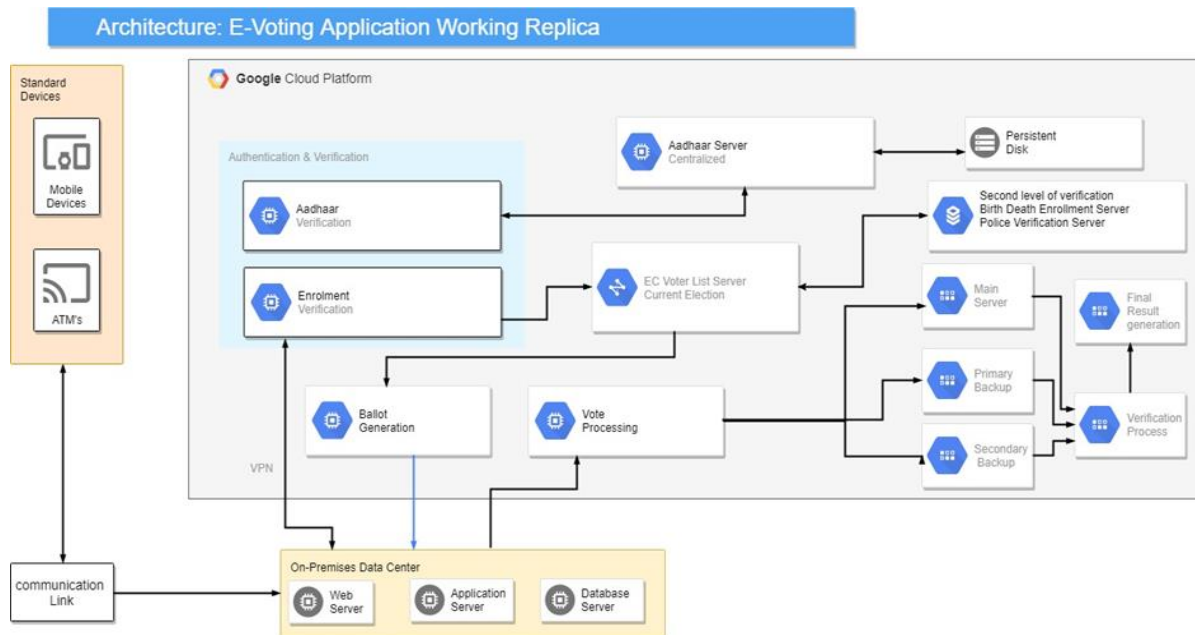 Architecture: E-Voting Application Working Replica
Standard
Devices
Mobile
Devices
ATM's
Google Cloud Platform
Authentication & Verification
Aadhaar
Verification
Enrolment
Verification
Aadhaar Server
Centralized
Persistent
Disk
Second level of verification
Birth Death Enrollment Server
Police Verification Server
EC Voter List Server
Current Election
Main
Server
Final
Result
generation
Primary
Backup
Verification
Process
Secondary
Backup
Ballot
Generation
Vote
Processing
VPN
communication
Link
On-Premises Data Center
Web
Server
Application
Server
Database
Server